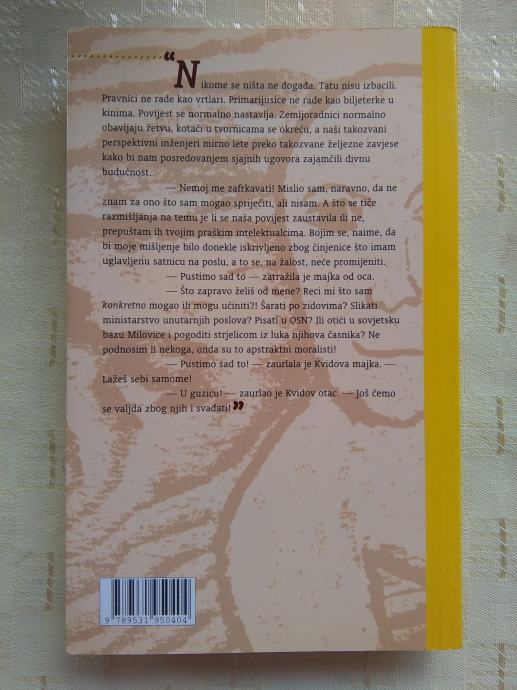 “Nikome se ništa ne događa. Tatu nisu izbacili.
Pravnici ne rade kao vrtlari. Primarijusice ne rade kao biljeterke u
kinima. Povijest se normalno nastavlja. Zemljoradnici normalno
obavljaju žetvu, kotači u tvornicama se okreću, a naši takozvani
perspektivni inženjeri mirno lete preko takozvane željezne zavjese
kako bi nam posredovanjem sjajnih ugovora zajamčili divnu
budućnost.
— Nemoj me zafrkavati! Mislio sam, naravno, da ne
znam za ono što sam mogao spriječiti, ali nisam. A što se tiče
razmišljanja na temu je li se naša povijest zaustavila ili ne,
prepuštam ih tvojim praškim intelektualcima. Bojim se, naime, da
bi moje mišljenje bilo donekle iskrivljeno zbog činjenice što imam
uglavljenu satnicu na poslu, a to se, na žalost, neće promijeniti.
— Pustimo sad to — zatražila je majka od oca.
— Što zapravo želiš od mene? Reci mi što sam
konkretno mogao ili mogu učiniti?! Šarati po zidovima? Slikati
ministarstvo unutarnjih poslova? Pisati u OSN? Ili otići u sovjetsku
bazu Milovice i pogoditi strjelicom iz luka njihova časnika? Ne
podnosim li nekoga, onda su to apstraktni moralisti!
— Pustimo sad to! — zaurlala je Kvidova majka. —
Lažeš sebi samome!
— U guzicu! — zaurlao je Kvidov otac. — Još ćemo
se valjda zbog njih i svađati!”
9 789531 950404